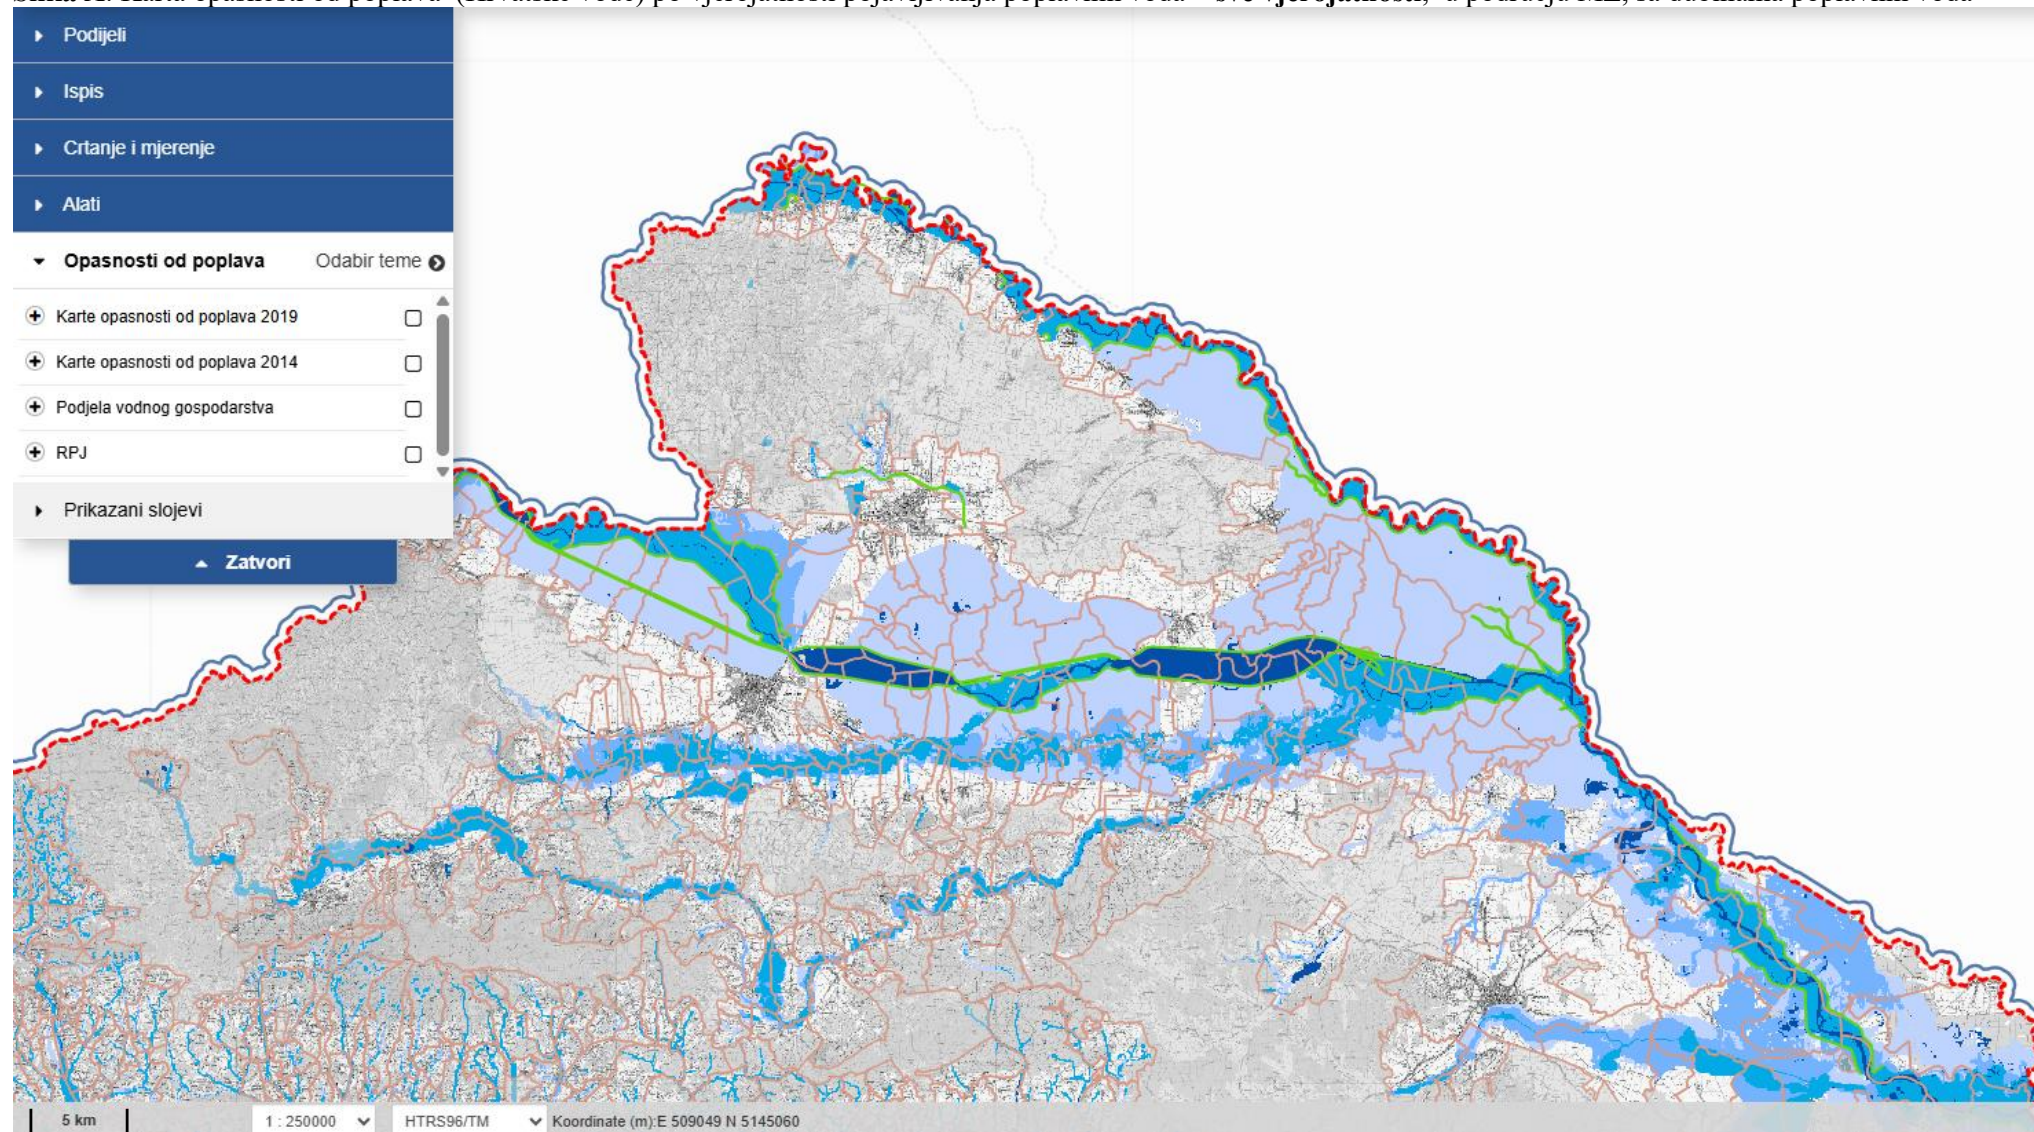 Podijeli
Ispis
Crtanje i mjerenje
Alati
Opasnosti od poplava Odabir teme
Karte opasnosti od poplava 2019
Karte opasnosti od poplava 2014
Podjela vodnog gospodarstva
RPJ
Prikazani slojevi
Zatvori
5 km 1 : 250000 HTRS96/TM Koordinate (m):E 509049 N 5145060